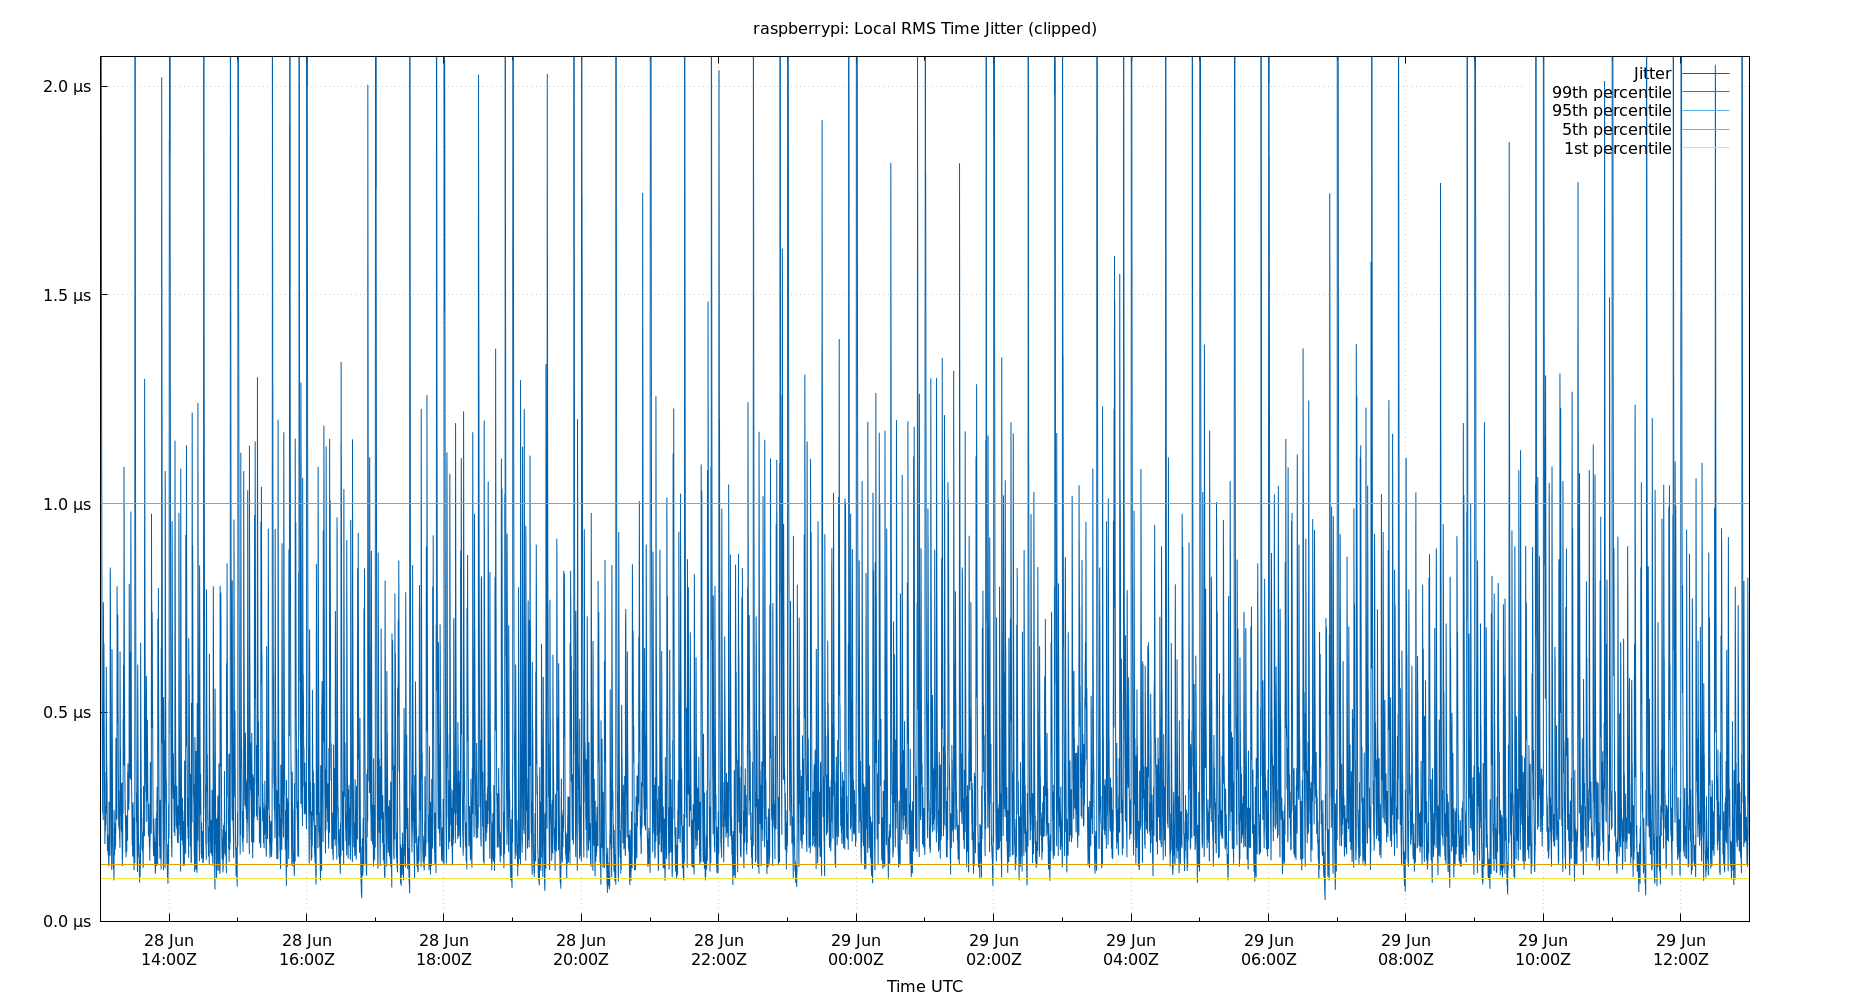 raspberrypi: Local RMS Time Jitter (clipped)
2.0 µs
1.5 µs
1.0 µs
0.5 µs
0.0 µs
Jitter
99th percentile
95th percentile
5th percentile
1st percentile
28 Jun 28 Jun 28 Jun 28 Jun 28 Jun 29 Jun 29 Jun 29 Jun 29 Jun 29 Jun 29 Jun 29 Jun
14:00Z 16:00Z 18:00Z 20:00Z 22:00Z 00:00Z 02:00Z 04:00Z 06:00Z 08:00Z 10:00Z 12:00Z
Time UTC